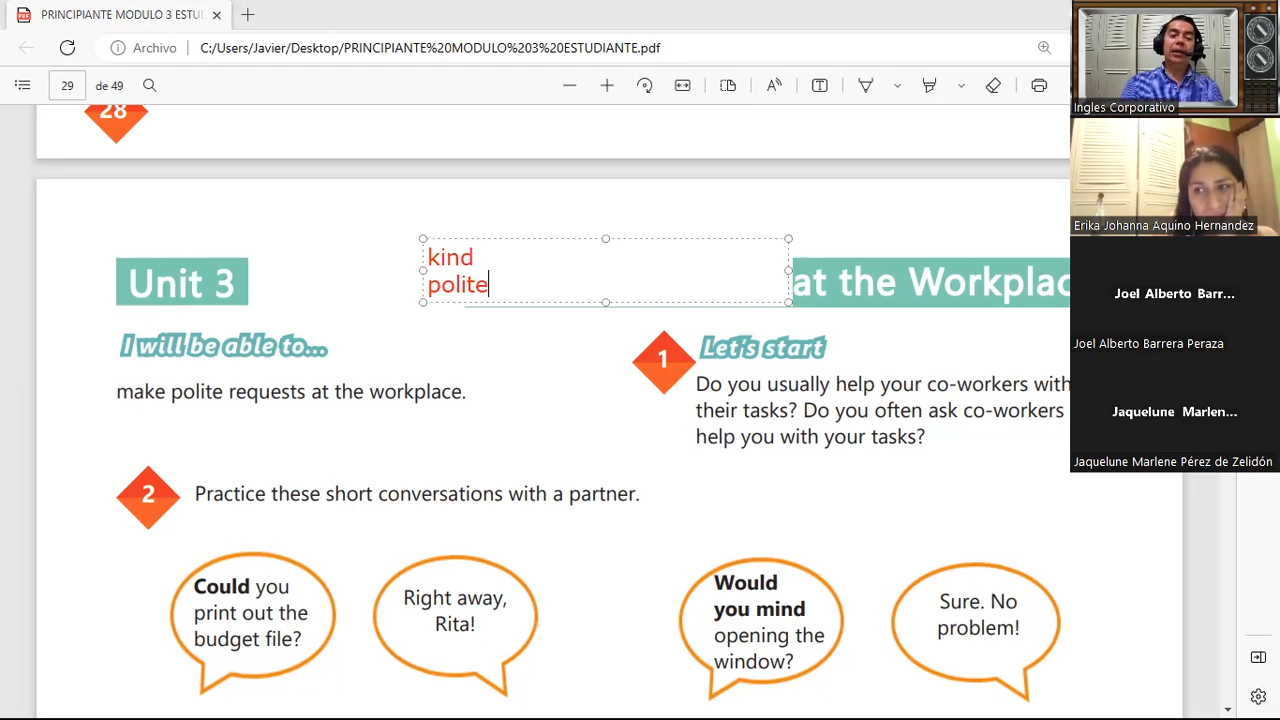 PRINCIPIANTE MODULO 3 ESTUD
Archivo
C:/Users/Javier/Desktop/PRINCIPIANTE%20MODULO%203%20ESTUDIANTE.pdf
29
de 49
28
kind
polite
Unit 3
at the Workplac
I will be able to...
make polite requests at the workplace.
1
Let's start
Do you usually help your co-workers with
their tasks? Do you often ask co-workers
help you with your tasks?
2
Practice these short conversations with a partner.
Could you
print out the
budget file?
Right away,
Rita!
Would
you mind
opening the
window?
Sure. No
problem!
Ingles Corporativo
Erika Johanna Aquino Hernandez
Joel Alberto Barr...
Joel Alberto Barrera Peraza
Jaquelune Marlen...
Jaquelune Marlene Pérez de Zelidón